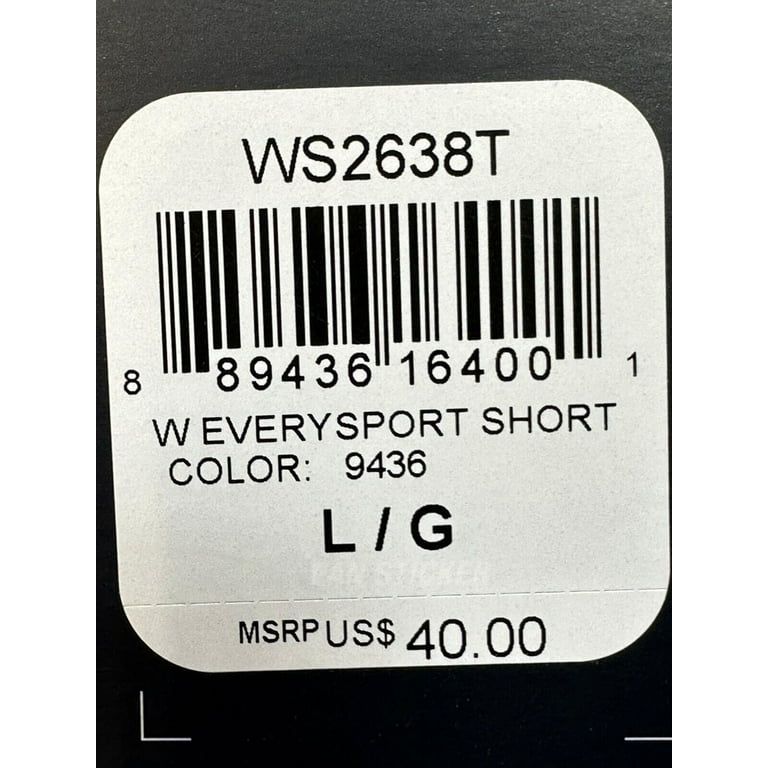 WS2638T
8 89436 16400 1
W EVERYSPORT SHORT
COLOR: 9436
L / G
MSRP US$ 40.00